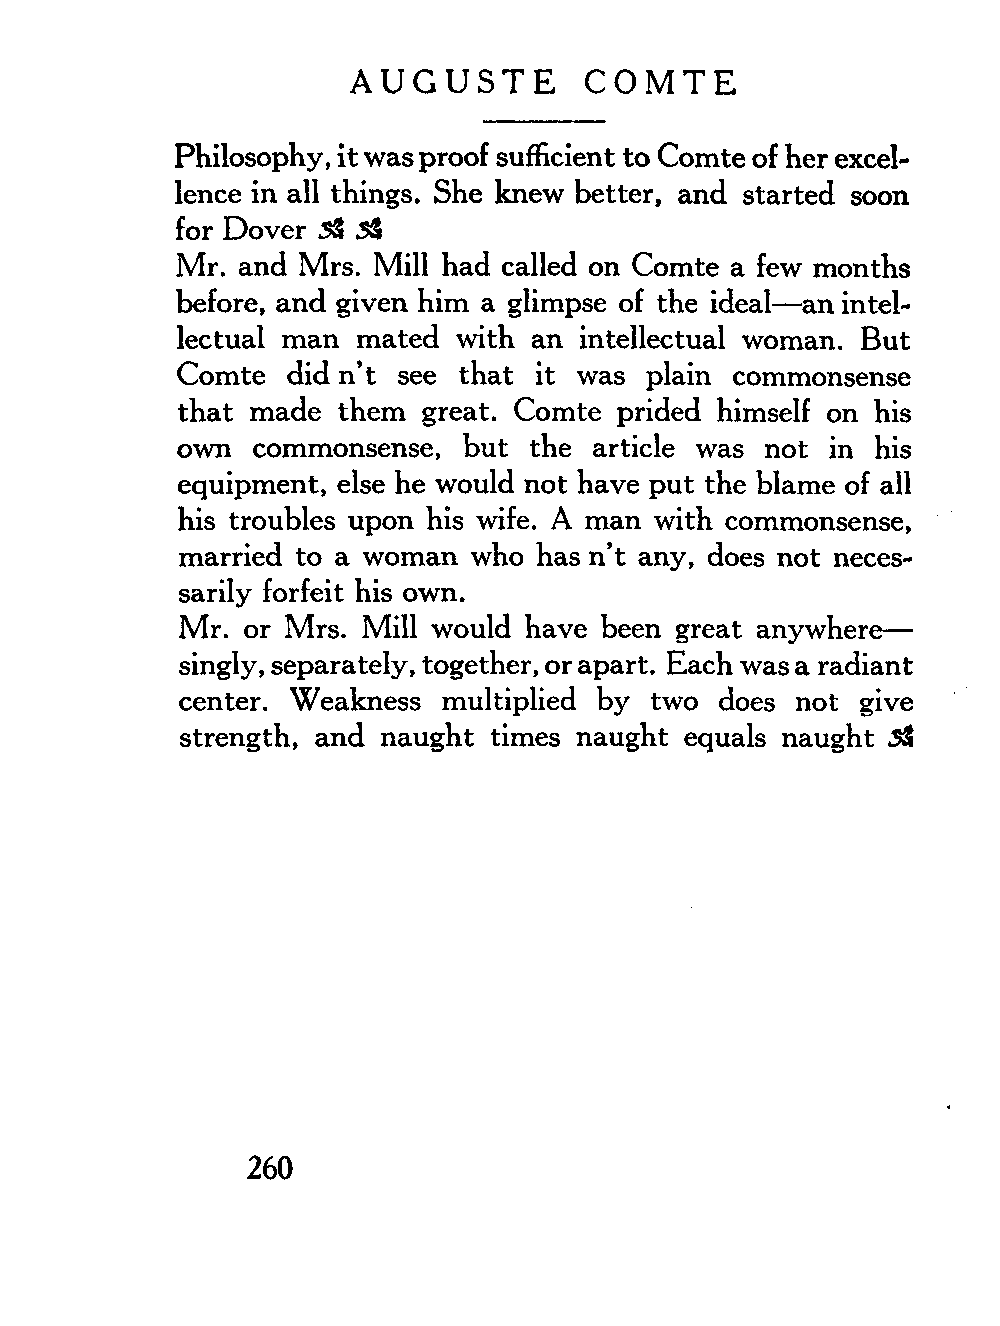 AUGUSTE COMTE
Philosophy, it was proof sufficient to Comte of her excel-
lence in all things. She knew better, and started soon
for Dover
Mr. and Mrs. Mill had called on Comte a few months
before, and given him a glimpse of the ideal—an intel-
lectual man mated with an intellectual woman. But
Comte did n't see that it was plain commonsense
that made them great. Comte prided himself on his
own commonsense, but the article was not in his
equipment, else he would not have put the blame of all
his troubles upon his wife. A man with commonsense,
married to a woman who has n't any, does not neces-
sarily forfeit his own.
Mr. or Mrs. Mill would have been great anywhere—
singly, separately, together, or apart. Each was a radiant
center. Weakness multiplied by two does not give
strength, and naught times naught equals naught
260